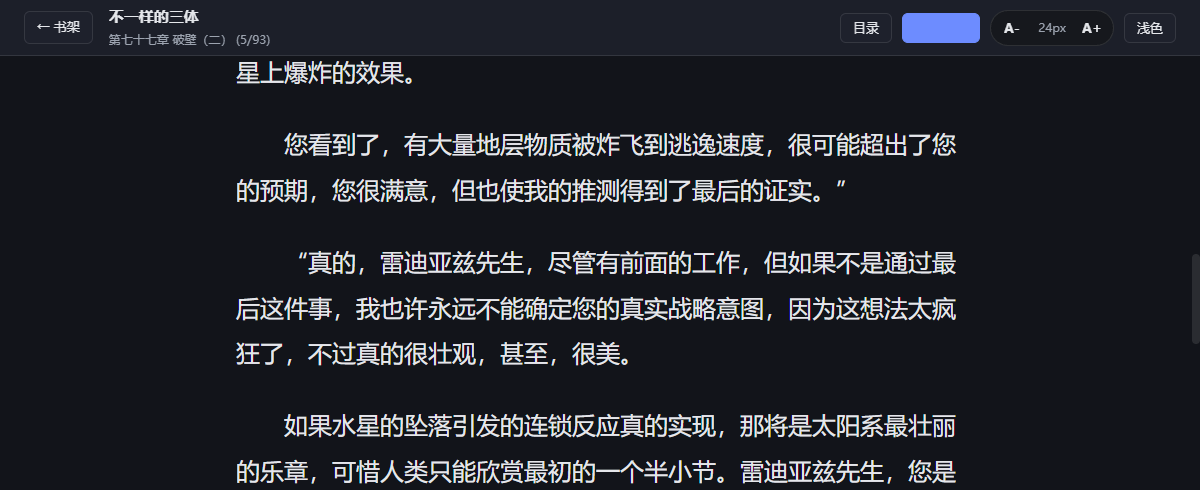 ← 书架
不一样的三体
第七十七章 破壁（二） (5/93)
目录
A-
24px
A+
浅色
星上爆炸的效果。
您看到了，有大量地层物质被炸飞到逃逸速度，很可能超出了您
的预期，您很满意，但也使我的推测得到了最后的证实。”
“真的，雷迪亚兹先生，尽管有前面的工作，但如果不是通过最
后这件事，我也许永远不能确定您的真实战略意图，因为这想法太疯
狂了，不过真的很壮观，甚至，很美。
如果水星的坠落引发的连锁反应真的实现，那将是太阳系最壮丽
的乐章，可惜人类只能欣赏最初的一个半小节。雷迪亚兹先生，您是